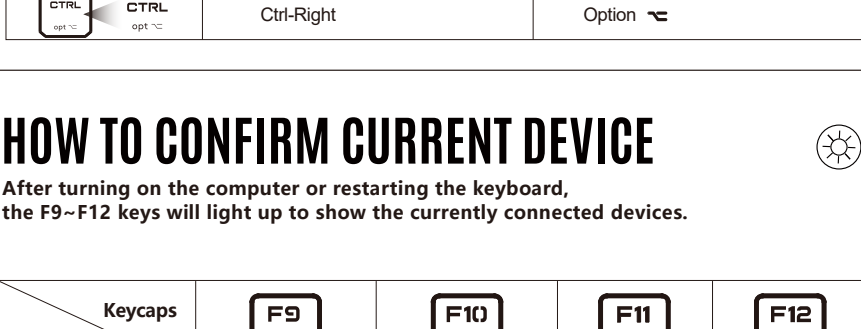 CTRL CTRL Ctrl-Right Option ⌥
opt ⌥ opt ⌥
HOW TO CONFIRM CURRENT DEVICE
After turning on the computer or restarting the keyboard,
the F9~F12 keys will light up to show the currently connected devices.
Keycaps F9 F10 F11 F12